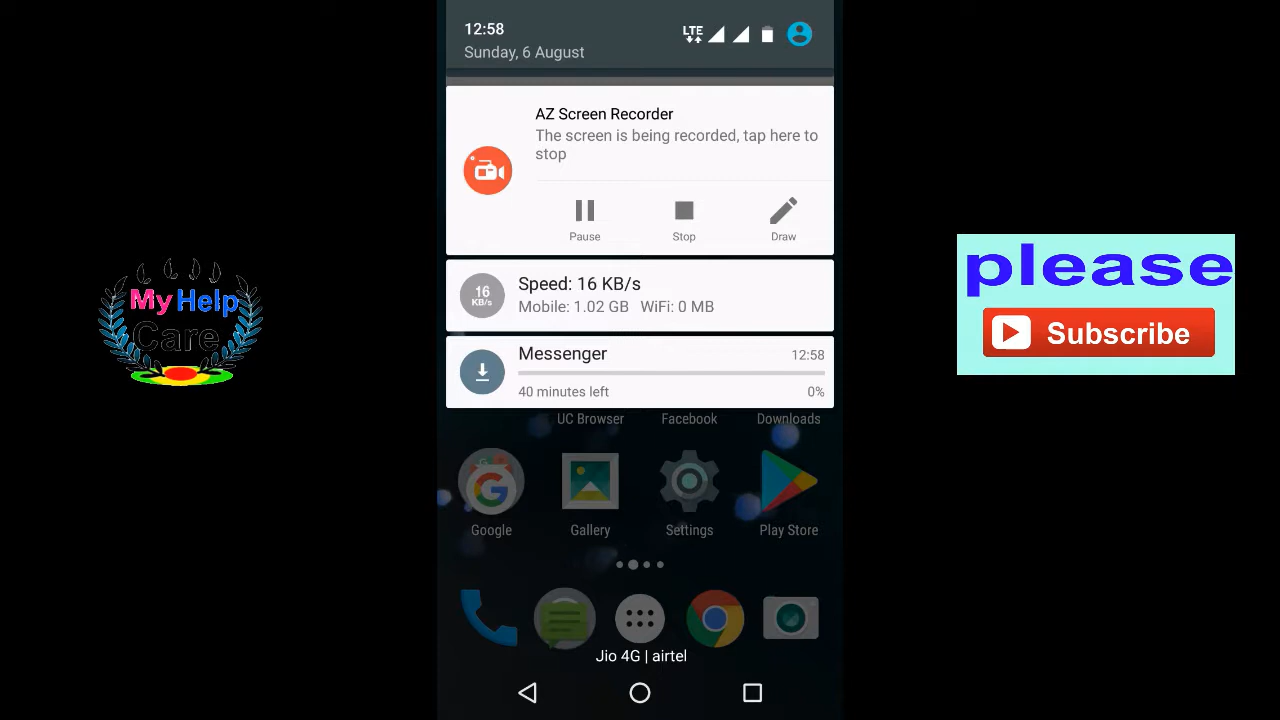 12:58
LTE
Sunday, 6 August
AZ Screen Recorder
The screen is being recorded, tap here to
stop
Pause
Stop
Draw
16
KB/s
Speed: 16 KB/s
Mobile: 1.02 GB WiFi: 0 MB
Messenger
12:58
40 minutes left
0%
UC Browser
Facebook
Downloads
Google
Gallery
Settings
Play Store
Jio 4G | airtel
My Help
Care
please
Subscribe